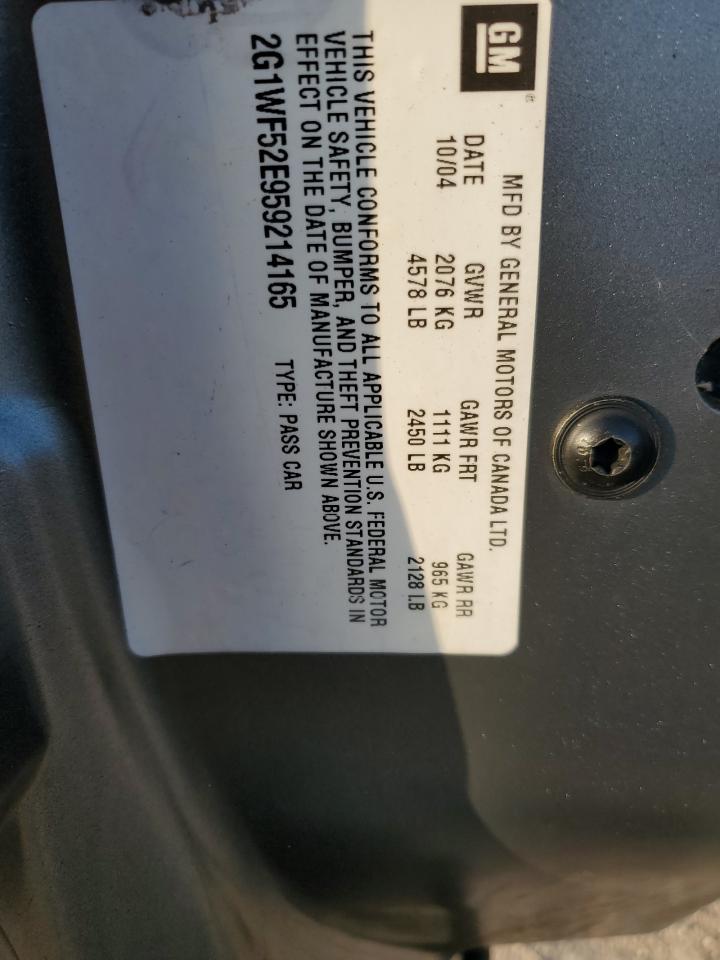 GM
MFD BY GENERAL MOTORS OF CANADA LTD.
DATE GVWR GAWR FRT GAWR RR
10/04 2076 KG 1111 KG 965 KG
4578 LB 2450 LB 2128 LB
THIS VEHICLE CONFORMS TO ALL APPLICABLE U.S. FEDERAL MOTOR
VEHICLE SAFETY, BUMPER, AND THEFT PREVENTION STANDARDS IN
EFFECT ON THE DATE OF MANUFACTURE SHOWN ABOVE.
2G1WF52E959214165 TYPE: PASS CAR